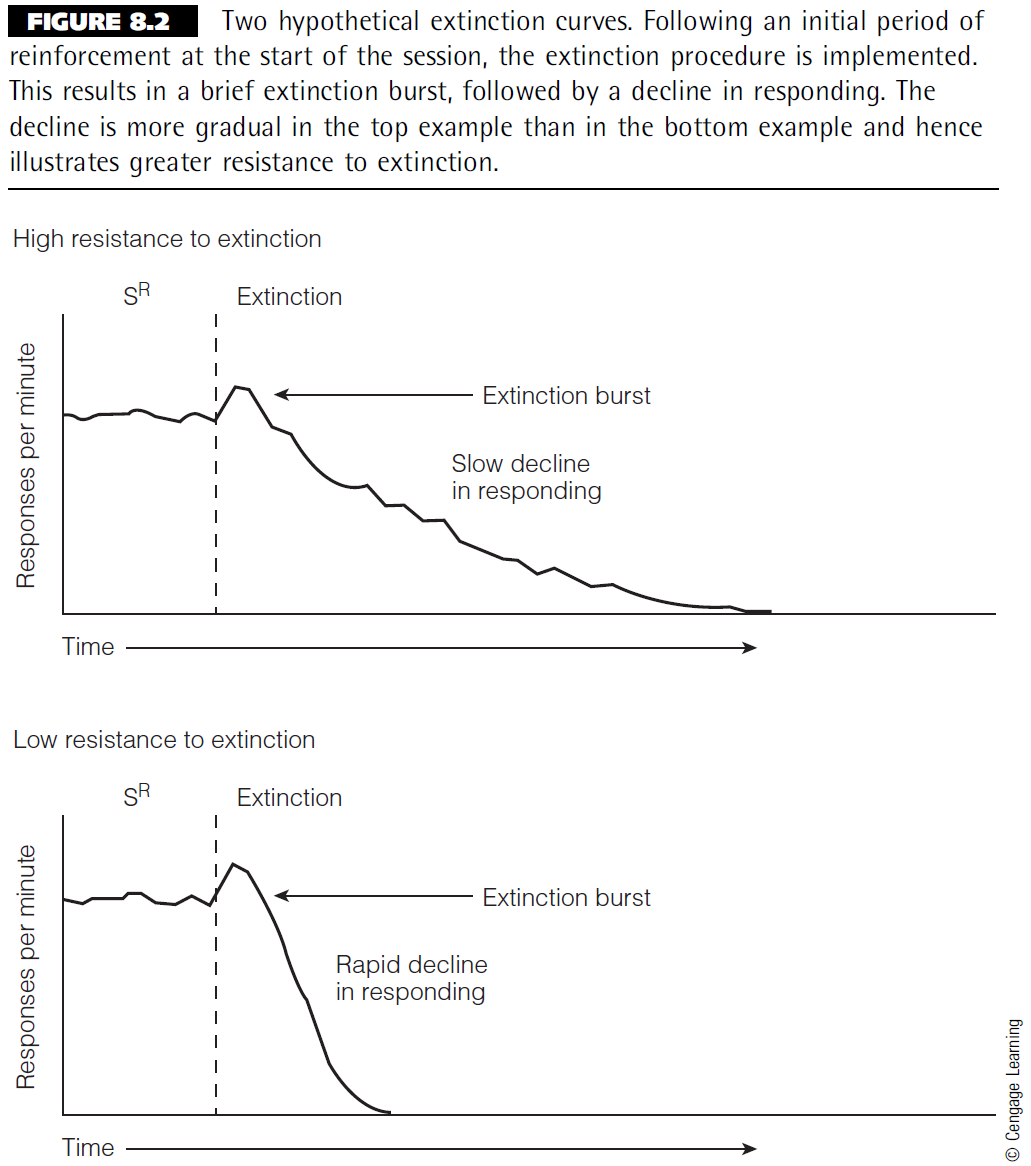 FIGURE 8.2 Two hypothetical extinction curves. Following an initial period of
reinforcement at the start of the session, the extinction procedure is implemented.
This results in a brief extinction burst, followed by a decline in responding. The
decline is more gradual in the top example than in the bottom example and hence
illustrates greater resistance to extinction.
High resistance to extinction
Sᴿ Extinction
Responses per minute
Extinction burst
Slow decline
in responding
Time
Low resistance to extinction
Sᴿ Extinction
Responses per minute
Extinction burst
Rapid decline
in responding
Time
© Cengage Learning